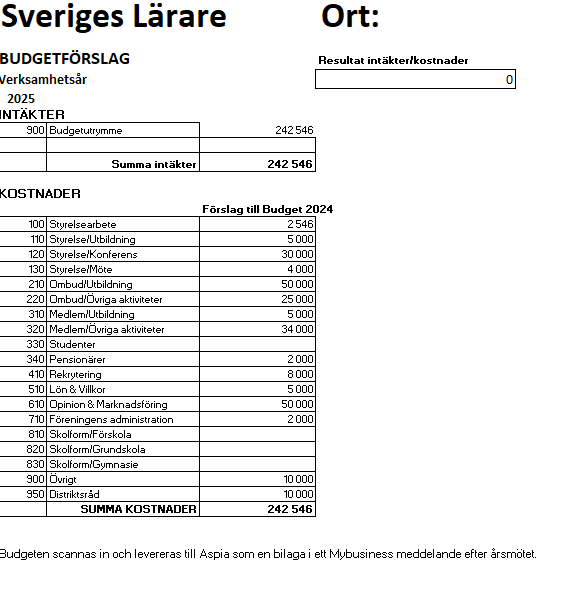 Sveriges Lärare Ort:
BUDGETFÖRSLAG
Resultat intäkter/kostnader
Verksamhetsår
0
2025
INTÄKTER
900 Budgetutrymme 242 546
Summa intäkter 242 546
KOSTNADER
Förslag till Budget 2024
100 Styrelsearbete 2 546
110 Styrelse/Utbildning 5 000
120 Styrelse/Konferens 30 000
130 Styrelse/Möte 4 000
210 Ombud/Utbildning 50 000
220 Ombud/Övriga aktiviteter 25 000
310 Medlem/Utbildning 5 000
320 Medlem/Övriga aktiviteter 34 000
330 Studenter
340 Pensionärer 2 000
410 Rekrytering 8 000
510 Lön & Villkor 5 000
610 Opinion & Marknadsföring 50 000
710 Föreningens administration 2 000
810 Skolform/Förskola
820 Skolform/Grundskola
830 Skolform/Gymnasie
900 Övrigt 10 000
950 Distriktsråd 10 000
SUMMA KOSTNADER 242 546
Budgeten scannas in och levereras till Aspia som en bilaga i ett Mybusiness meddelande efter årsmötet.